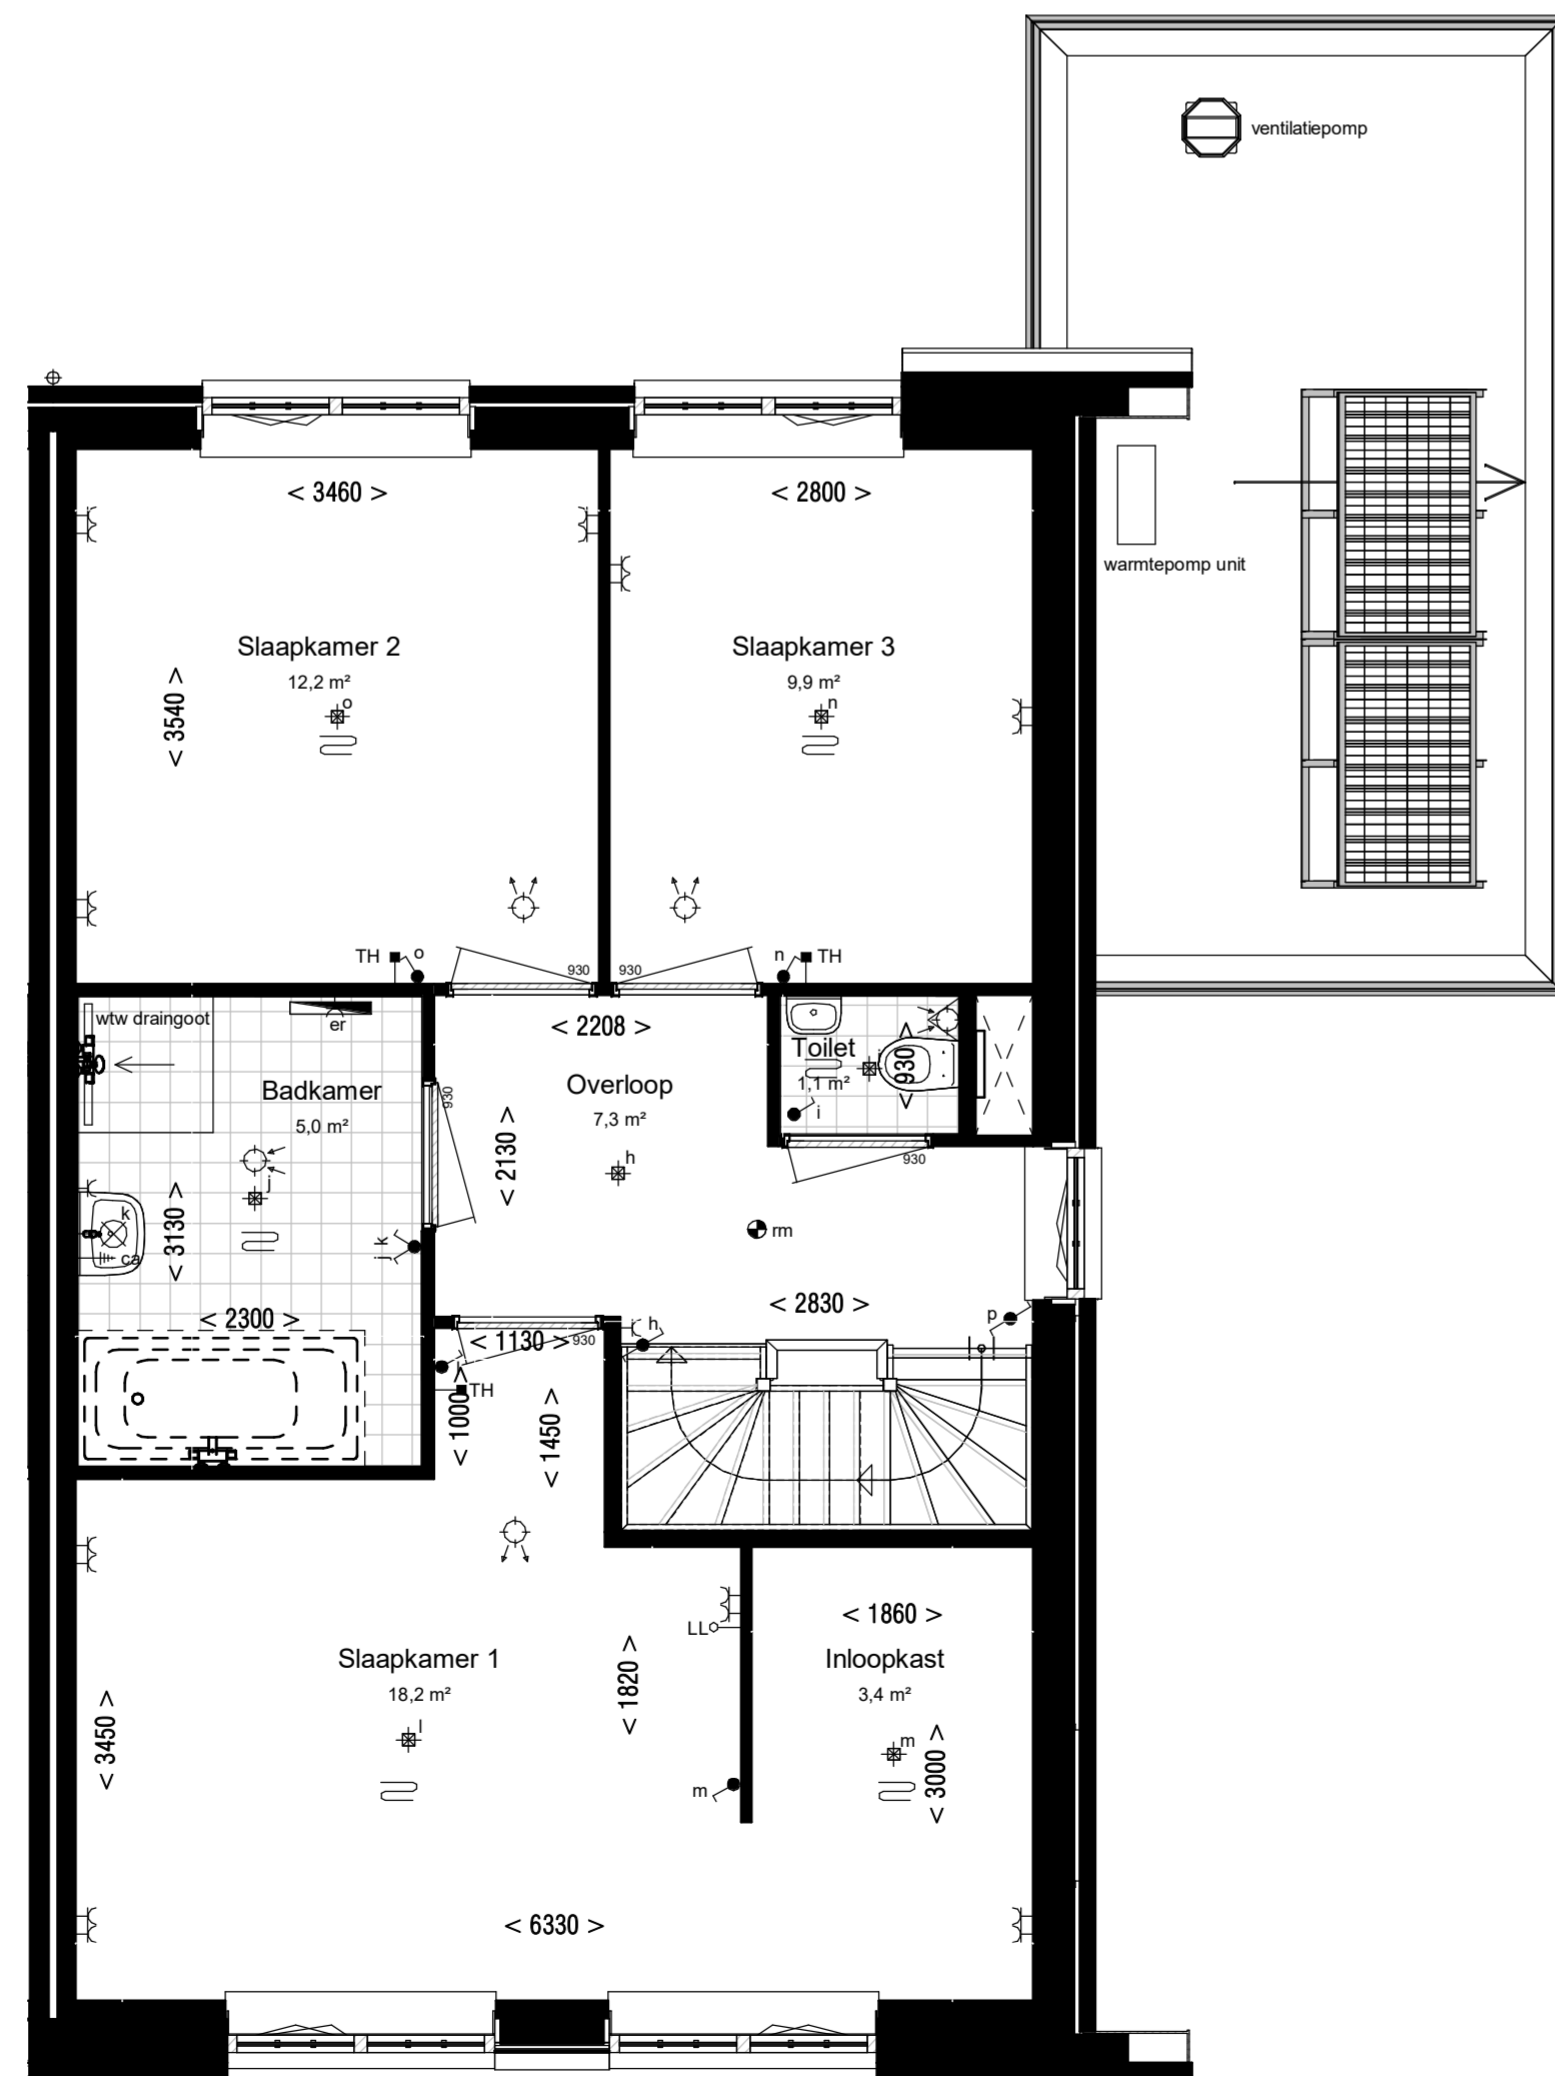 ventilatiepomp
< 3460 >
< 2800 >
warmtepomp unit
Slaapkamer 2
12,2 m²
o
< 3540 >
Slaapkamer 3
9,9 m²
n
TH
o
930
930
n
TH
wtw draingoot
er
< 2208 >
Toilet
1,1 m²
< 930 >
i
Badkamer
5,0 m²
930
Overloop
7,3 m²
< 2130 >
h
930
j
k
ca
< 3130 >
j k
rm
< 2300 >
< 2830 >
p
h
< 1130 >
930
TH
< 1000 >
< 1450 >
< 1860 >
LL
Slaapkamer 1
18,2 m²
l
< 1820 >
Inloopkast
3,4 m²
m
< 3450 >
< 3000 >
m
< 6330 >